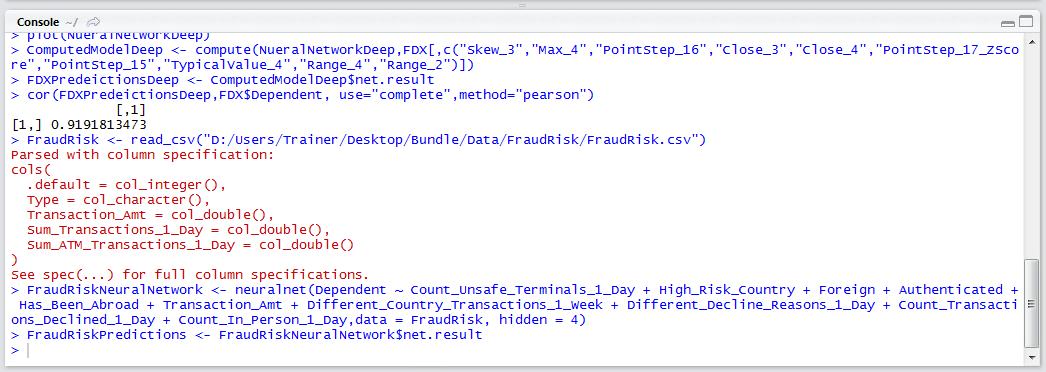 Console ~/
> plot(NueralNetworkDeep)
> ComputedModelDeep <- compute(NueralNetworkDeep,FDX[,c("Skew_3","Max_4","PointStep_16","Close_3","Close_4","PointStep_17_ZSco
re","PointStep_15","TypicalValue_4","Range_4","Range_2")])
> FDXPredeictionsDeep <- ComputedModelDeep$net.result
> cor(FDXPredeictionsDeep,FDX$Dependent, use="complete",method="pearson")
[,1]
[1,] 0.9191813473
> FraudRisk <- read_csv("D:/Users/Trainer/Desktop/Bundle/Data/FraudRisk/FraudRisk.csv")
Parsed with column specification:
cols(
.default = col_integer(),
Type = col_character(),
Transaction_Amt = col_double(),
Sum_Transactions_1_Day = col_double(),
Sum_ATM_Transactions_1_Day = col_double()
)
See spec(...) for full column specifications.
> FraudRiskNeuralNetwork <- neuralnet(Dependent ~ Count_Unsafe_Terminals_1_Day + High_Risk_Country + Foreign + Authenticated +
Has_Been_Abroad + Transaction_Amt + Different_Country_Transactions_1_Week + Different_Decline_Reasons_1_Day + Count_Transacti
ons_Declined_1_Day + Count_In_Person_1_Day,data = FraudRisk, hidden = 4)
> FraudRiskPredictions <- FraudRiskNeuralNetwork$net.result
>